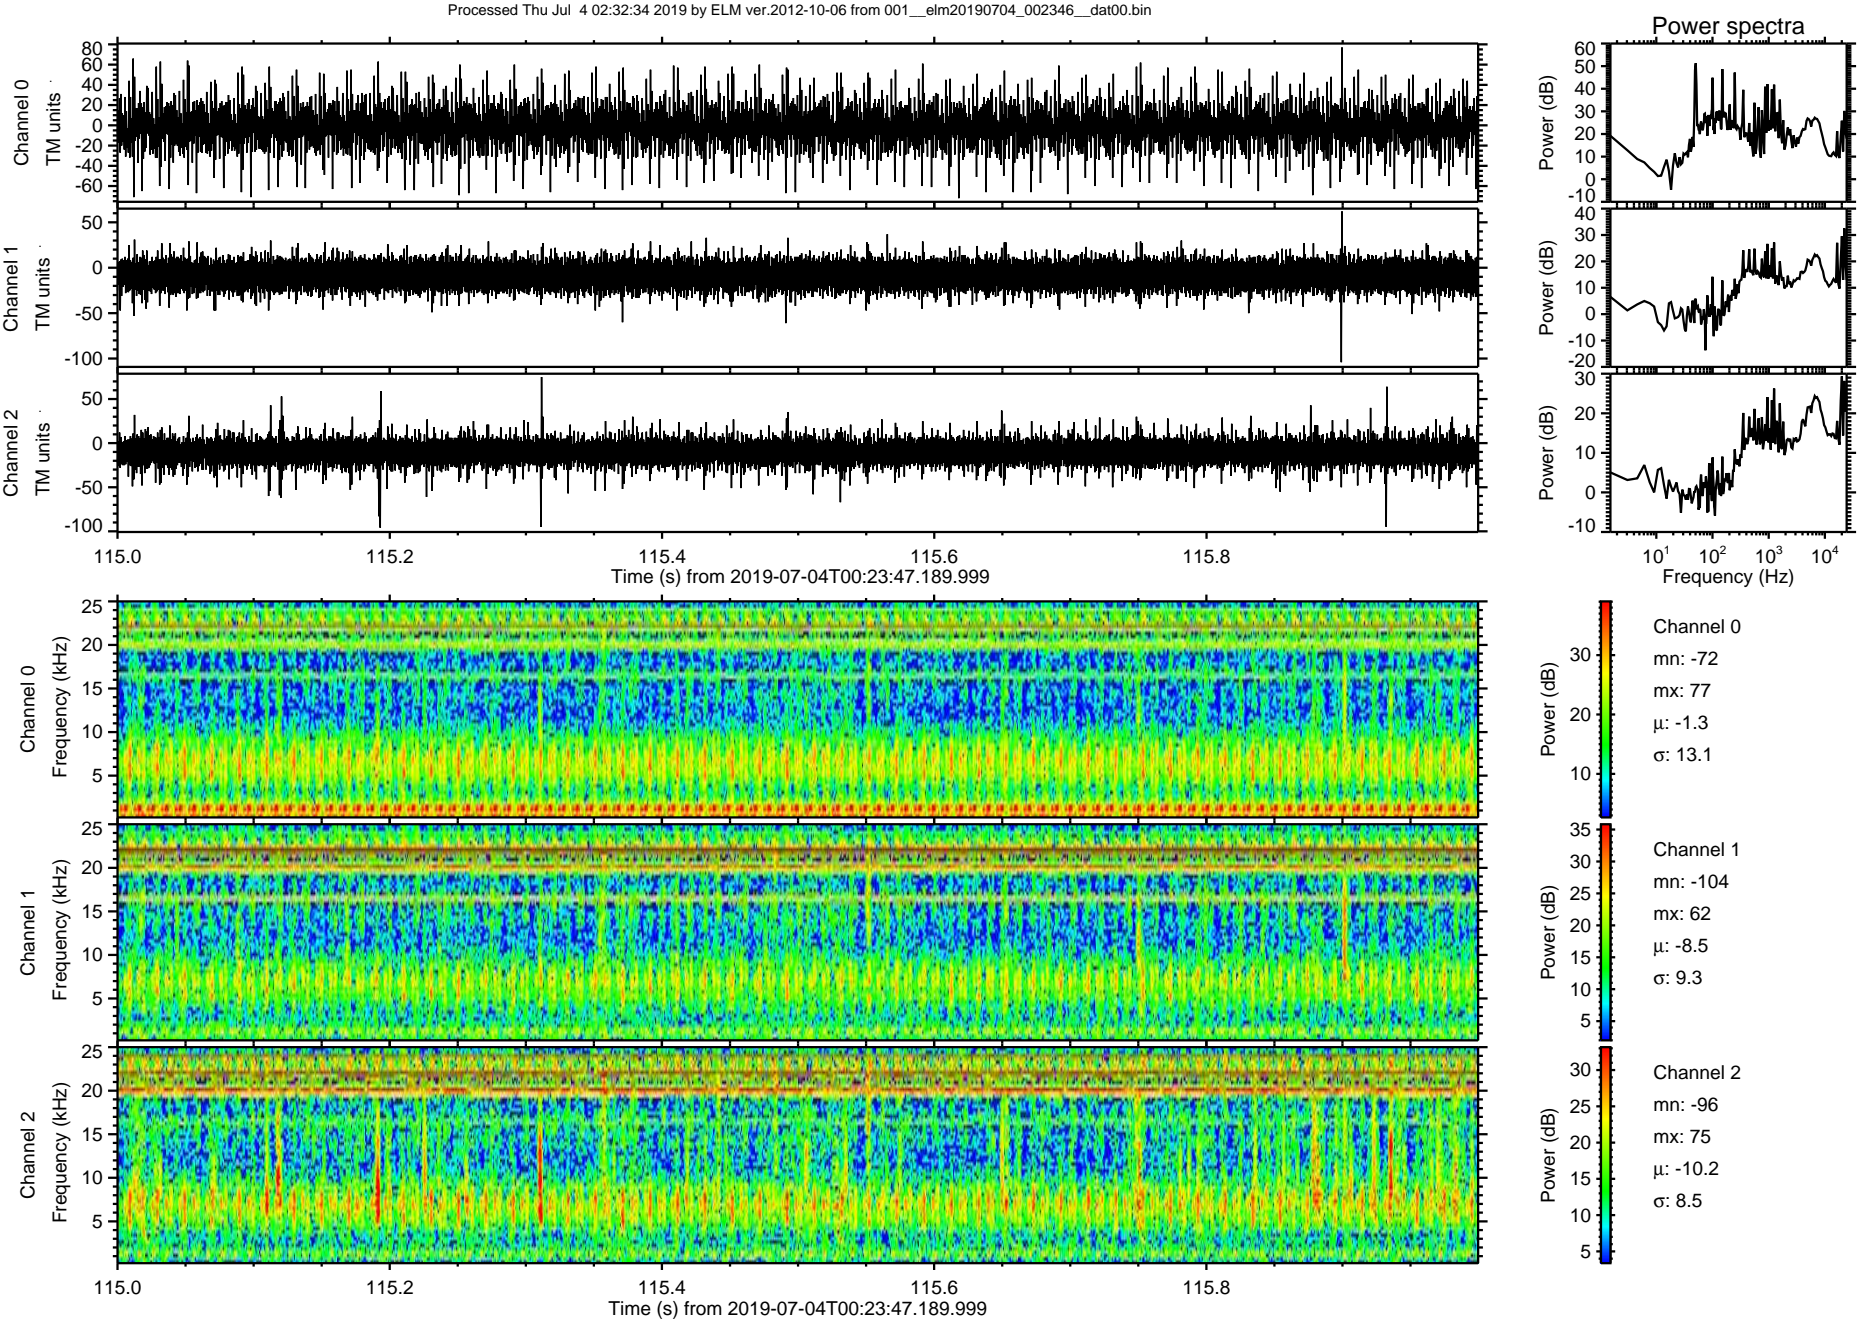 Processed Thu Jul  4 02:32:34 2019 by ELM ver.2012-10-06 from 001__elm20190704_002346__dat00.bin
Power spectra
Channel 0
TM units
80
60
40
20
0
-20
-40
-60
Power (dB)
60
50
40
30
20
10
0
-10
Channel 1
TM units
50
0
-50
-100
Power (dB)
40
30
20
10
0
-10
-20
Channel 2
TM units
50
0
-50
-100
Power (dB)
30
20
10
0
-10
115.0 115.2 115.4 115.6 115.8
Time (s) from 2019-07-04T00:23:47.189.999
10^1 10^2 10^3 10^4
Frequency (Hz)
Channel 0
Frequency (kHz)
25
20
15
10
5
Power (dB)
30
20
10
Channel 0
mn: -72
mx: 77
μ: -1.3
σ: 13.1
Channel 1
Frequency (kHz)
25
20
15
10
5
Power (dB)
35
30
25
20
15
10
5
Channel 1
mn: -104
mx: 62
μ: -8.5
σ: 9.3
Channel 2
Frequency (kHz)
25
20
15
10
5
Power (dB)
30
25
20
15
10
5
Channel 2
mn: -96
mx: 75
μ: -10.2
σ: 8.5
115.0 115.2 115.4 115.6 115.8
Time (s) from 2019-07-04T00:23:47.189.999